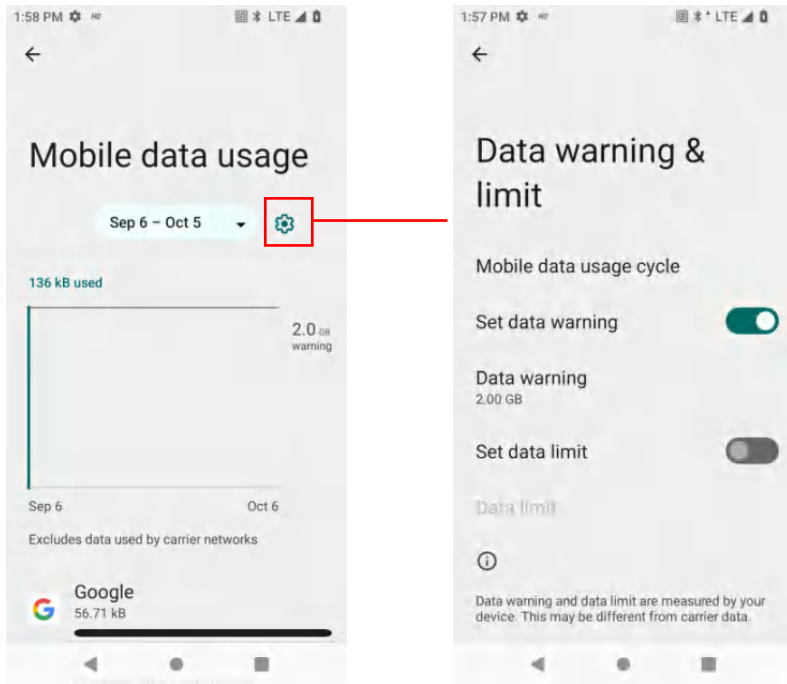 1:58 PM
LTE
Mobile data usage
Sep 6 – Oct 5
136 kB used
2.0 GB
warning
Sep 6 Oct 6
Excludes data used by carrier networks
Google
56.71 kB
1:57 PM
LTE
Data warning &
limit
Mobile data usage cycle
Set data warning
Data warning
2.00 GB
Set data limit
Data limit
Data warning and data limit are measured by your
device. This may be different from carrier data.